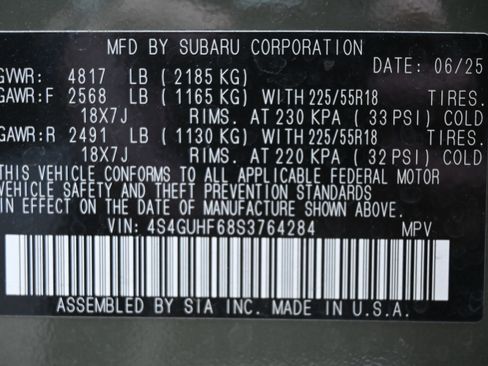 MFD BY SUBARU CORPORATION
DATE: 06/25
GVWR: 4817 LB (2185 KG)
GAWR:F 2568 LB (1165 KG) WITH 225/55R18 TIRES.
18X7J RIMS. AT 230 KPA (33 PSI) COLD
GAWR:R 2491 LB (1130 KG) WITH 225/55R18 TIRES.
18X7J RIMS. AT 220 KPA (32 PSI) COLD
THIS VEHICLE CONFORMS TO ALL APPLICABLE FEDERAL MOTOR
VEHICLE SAFETY AND THEFT PREVENTION STANDARDS
IN EFFECT ON THE DATE OF MANUFACTURE SHOWN ABOVE.
VIN: 4S4GUHF68S3764284 MPV
ASSEMBLED BY SIA INC. MADE IN U.S.A.